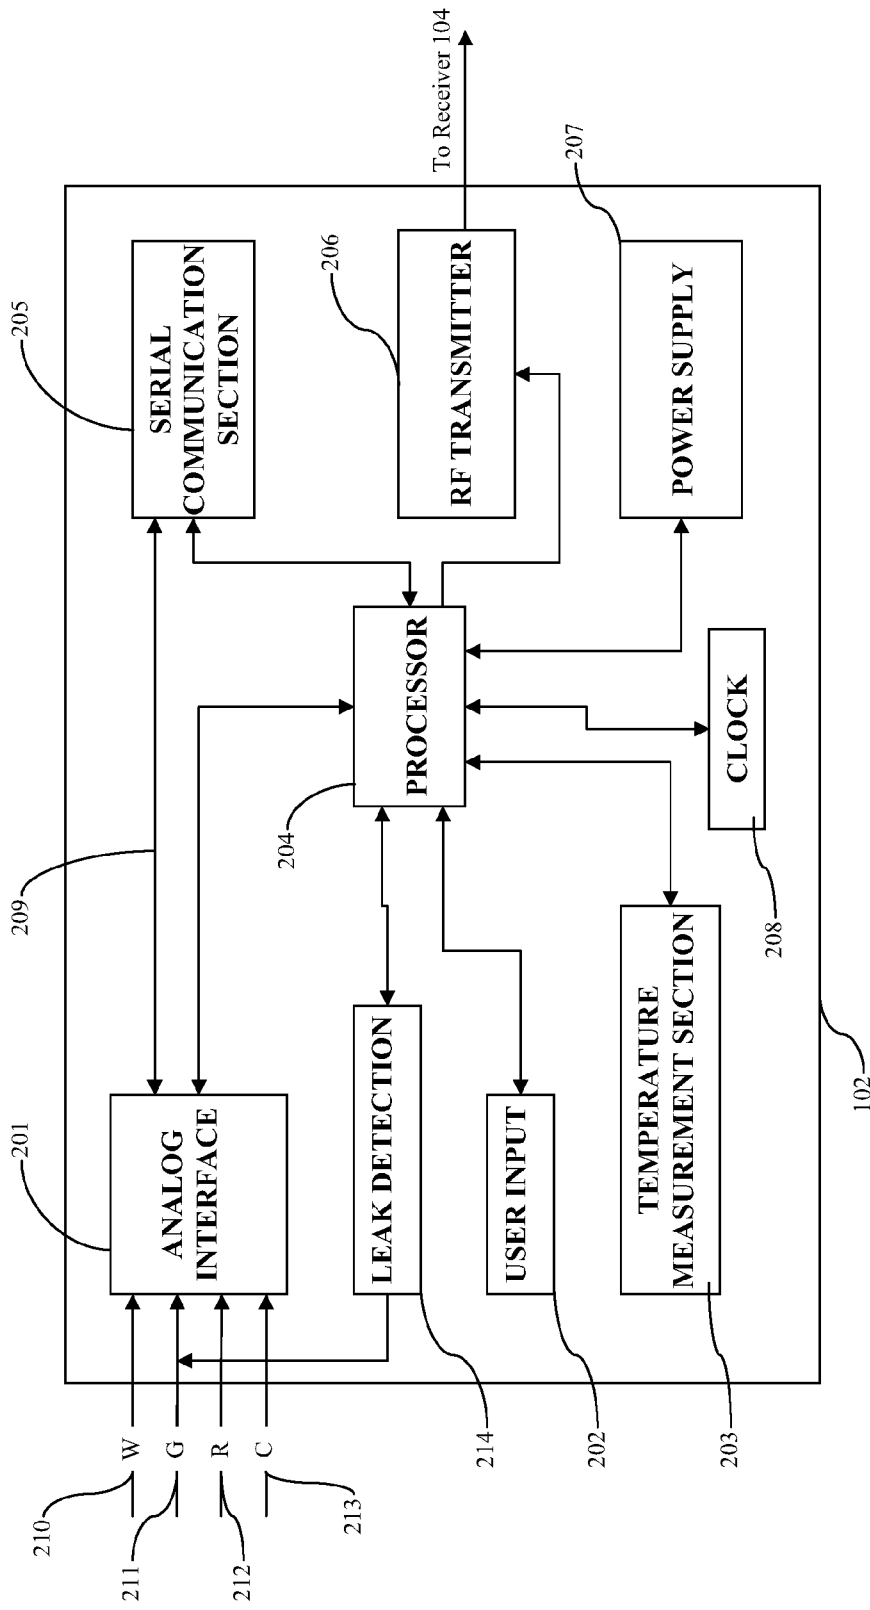 210
W
211
G
212
R
213
C
201
ANALOG
INTERFACE
209
205
SERIAL
COMMUNICATION
SECTION
214
LEAK DETECTION
204
PROCESSOR
206
RF TRANSMITTER
To Receiver 104
202
USER INPUT
203
TEMPERATURE
MEASUREMENT SECTION
208
CLOCK
207
POWER SUPPLY
102